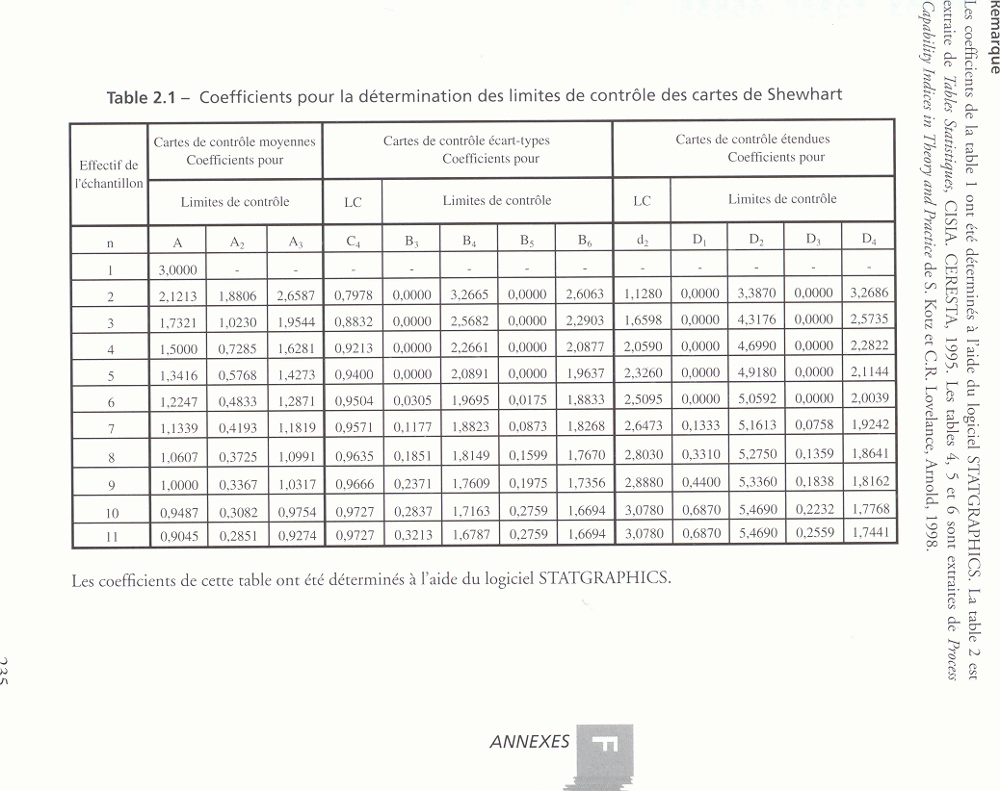 Remarque
Les coefficients de la table 1 ont été déterminés à l'aide du logiciel STATGRAPHICS. La table 2 est
extraite de Tables Statistiques, CISIA. CERESTA, 1995. Les tables 4, 5 et 6 sont extraites de Process
Capability Indices in Theory and Practice de S. Kotz et C.R. Lovelance, Arnold, 1998.
Table 2.1 – Coefficients pour la détermination des limites de contrôle des cartes de Shewhart
Effectif de l'échantillon | Cartes de contrôle moyennes Coefficients pour | Cartes de contrôle écart-types Coefficients pour | Cartes de contrôle étendues Coefficients pour
Limites de contrôle | LC | Limites de contrôle | LC | Limites de contrôle
n A A₂ A₃ C₄ B₃ B₄ B₅ B₆ d₂ D₁ D₂ D₃ D₄
1 3,0000 - - - - - - - - - - - -
2 2,1213 1,8806 2,6587 0,7978 0,0000 3,2665 0,0000 2,6063 1,1280 0,0000 3,3870 0,0000 3,2686
3 1,7321 1,0230 1,9544 0,8832 0,0000 2,5682 0,0000 2,2903 1,6598 0,0000 4,3176 0,0000 2,5735
4 1,5000 0,7285 1,6281 0,9213 0,0000 2,2661 0,0000 2,0877 2,0590 0,0000 4,6990 0,0000 2,2822
5 1,3416 0,5768 1,4273 0,9400 0,0000 2,0891 0,0000 1,9637 2,3260 0,0000 4,9180 0,0000 2,1144
6 1,2247 0,4833 1,2871 0,9504 0,0305 1,9695 0,0175 1,8833 2,5095 0,0000 5,0592 0,0000 2,0039
7 1,1339 0,4193 1,1819 0,9571 0,1177 1,8823 0,0873 1,8268 2,6473 0,1333 5,1613 0,0758 1,9242
8 1,0607 0,3725 1,0991 0,9635 0,1851 1,8149 0,1599 1,7670 2,8030 0,3310 5,2750 0,1359 1,8641
9 1,0000 0,3367 1,0317 0,9666 0,2371 1,7609 0,1975 1,7356 2,8880 0,4400 5,3360 0,1838 1,8162
10 0,9487 0,3082 0,9754 0,9727 0,2837 1,7163 0,2759 1,6694 3,0780 0,6870 5,4690 0,2232 1,7768
11 0,9045 0,2851 0,9274 0,9727 0,3213 1,6787 0,2759 1,6694 3,0780 0,6870 5,4690 0,2559 1,7441
Les coefficients de cette table ont été déterminés à l'aide du logiciel STATGRAPHICS.
235
ANNEXES
F